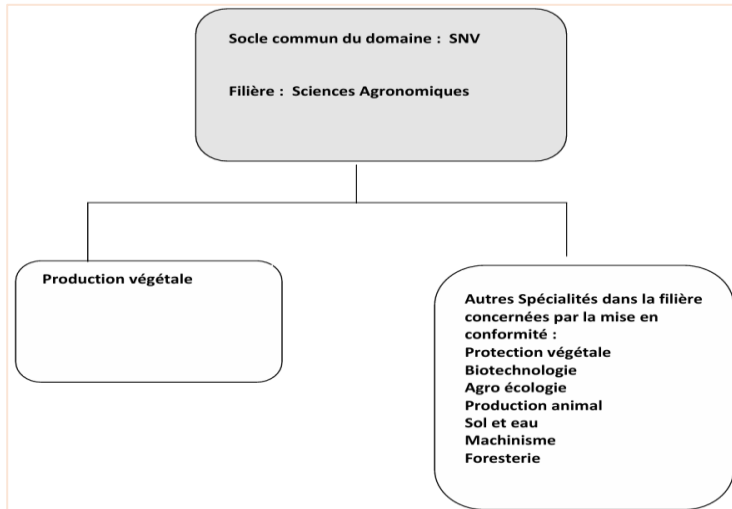 Socle commun du domaine : SNV
Filière : Sciences Agronomiques
Production végétale
Autres Spécialités dans la filière
concernées par la mise en
conformité :
Protection végétale
Biotechnologie
Agro écologie
Production animal
Sol et eau
Machinisme
Foresterie